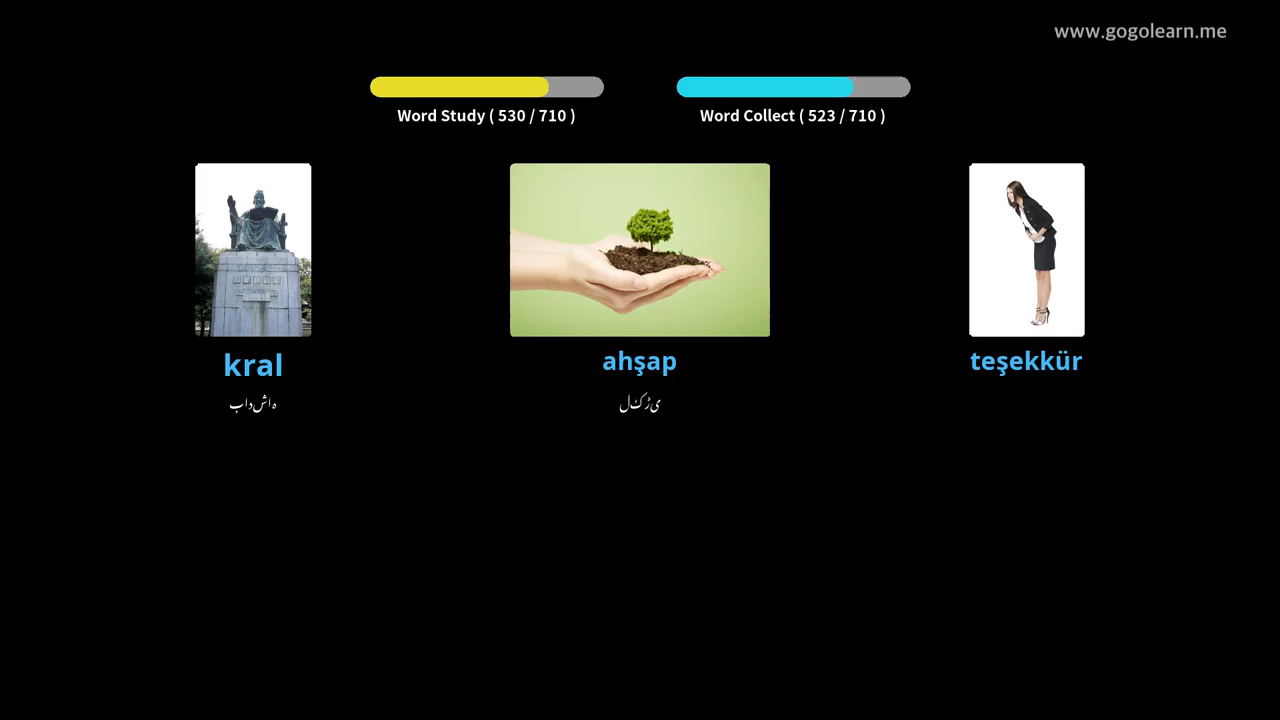 www.gogolearn.me
Word Study ( 530 / 710 )
Word Collect ( 523 / 710 )
kral
ahşap
teşekkür
بادشاہ
لکڑی